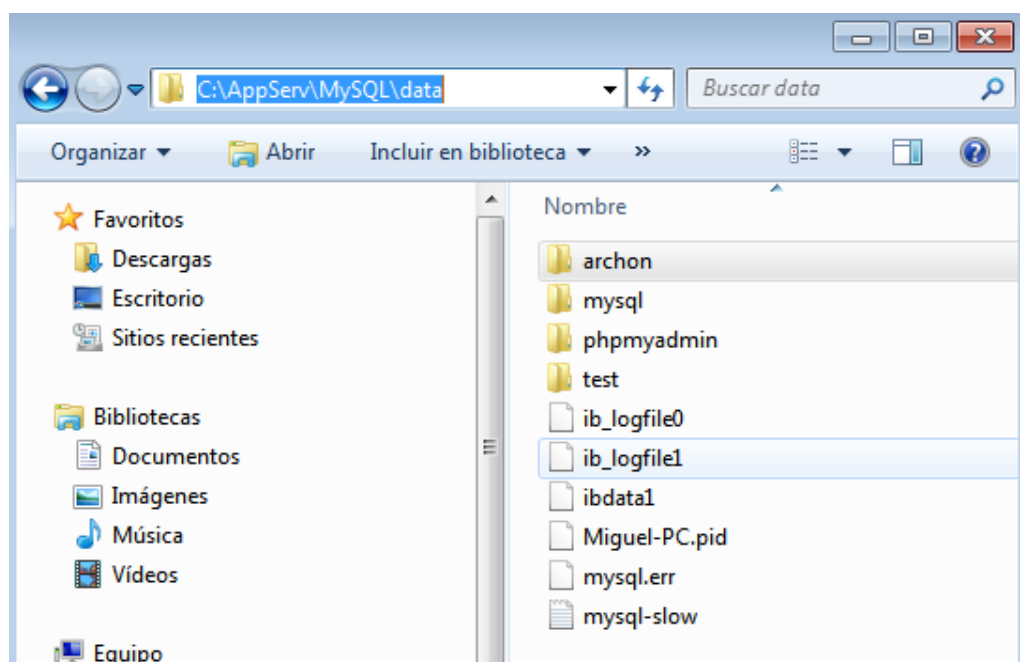 C:\AppServ\MySQL\data
Buscar data
Organizar
Abrir
Incluir en biblioteca
»
Favoritos
Descargas
Escritorio
Sitios recientes
Bibliotecas
Documentos
Imágenes
Música
Vídeos
Equipo
Nombre
archon
mysql
phpmyadmin
test
ib_logfile0
ib_logfile1
ibdata1
Miguel-PC.pid
mysql.err
mysql-slow